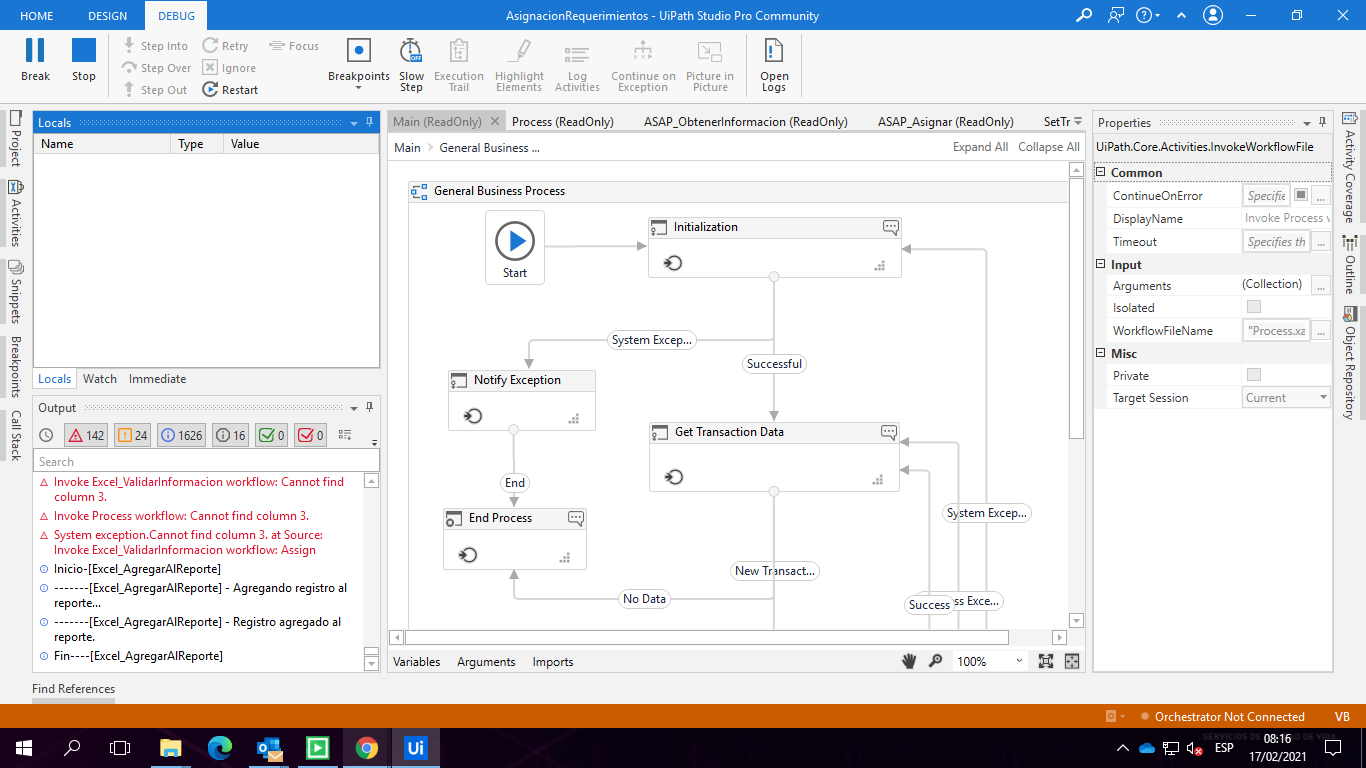 HOME DESIGN DEBUG AsignacionRequerimientos - UiPath Studio Pro Community
Break Stop Step Into Step Over Step Out Retry Ignore Restart Focus Breakpoints Slow Step Execution Trail Highlight Elements Log Activities Continue on Exception Picture in Picture Open Logs
Project
Activities
Snippets
Breakpoints
Call Stack
Locals
Name Type Value
Locals Watch Immediate
Output
142 24 1626 16 0 0
Search
Invoke Excel_ValidarInformacion workflow: Cannot find
column 3.
Invoke Process workflow: Cannot find column 3.
System exception.Cannot find column 3. at Source:
Invoke Excel_ValidarInformacion workflow: Assign
Inicio-[Excel_AgregarAlReporte]
-------[Excel_AgregarAlReporte] - Agregando registro al
reporte...
-------[Excel_AgregarAlReporte] - Registro agregado al
reporte.
Fin----[Excel_AgregarAlReporte]
Find References
Main (ReadOnly) Process (ReadOnly) ASAP_ObtenerInformacion (ReadOnly) ASAP_Asignar (ReadOnly) SetTr
Main General Business ... Expand All Collapse All
General Business Process
Start
Initialization
System Excep...
Successful
Notify Exception
Get Transaction Data
End
End Process
System Excep...
New Transact...
No Data
Success
ss Exce...
Variables Arguments Imports 100%
Properties
UiPath.Core.Activities.InvokeWorkflowFile
Common
ContinueOnError Specifie ...
DisplayName Invoke Process w
Timeout Specifies th ...
Input
Arguments (Collection) ...
Isolated
WorkflowFileName "Process.xa ...
Misc
Private
Target Session Current
Activity Coverage
Outline
Object Repository
Orchestrator Not Connected VB
Ui
ESP
08:16
17/02/2021